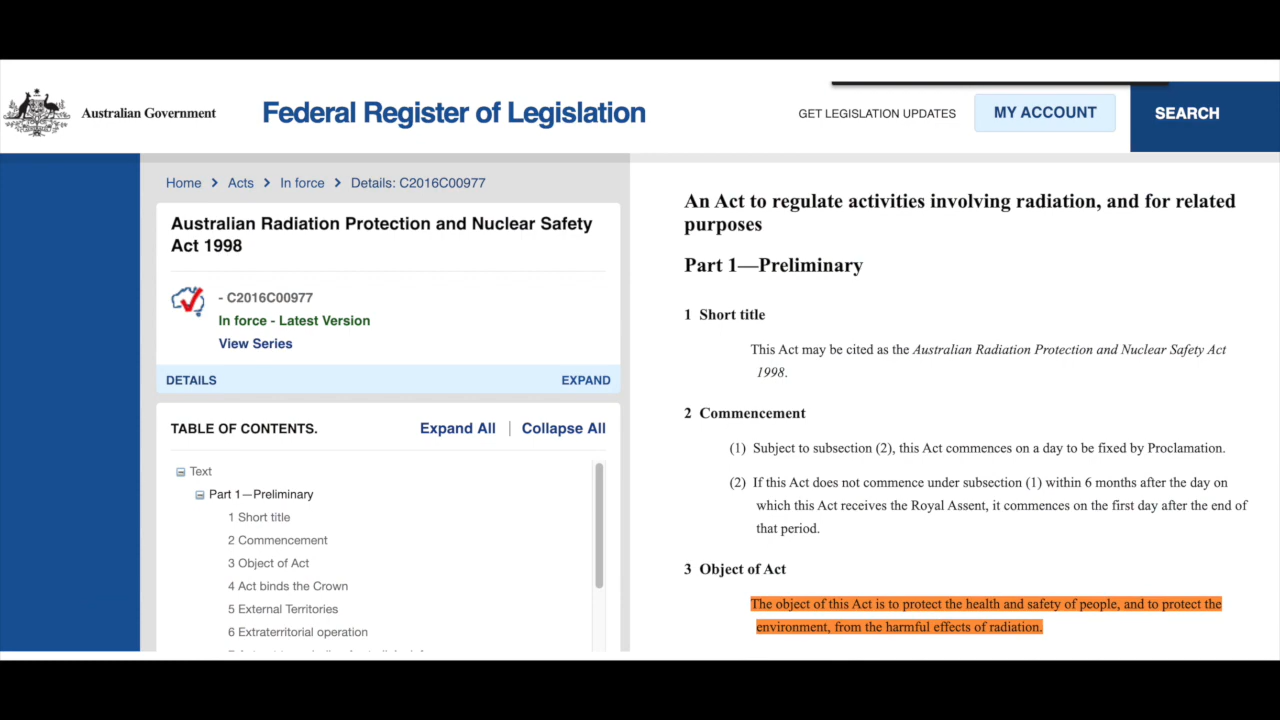 Australian Government
Federal Register of Legislation
GET LEGISLATION UPDATES
MY ACCOUNT
SEARCH
Home > Acts > In force > Details: C2016C00977
Australian Radiation Protection and Nuclear Safety
Act 1998
- C2016C00977
In force - Latest Version
View Series
DETAILS
EXPAND
TABLE OF CONTENTS.
Expand All | Collapse All
Text
Part 1—Preliminary
1 Short title
2 Commencement
3 Object of Act
4 Act binds the Crown
5 External Territories
6 Extraterritorial operation
An Act to regulate activities involving radiation, and for related
purposes
Part 1—Preliminary
1 Short title
This Act may be cited as the Australian Radiation Protection and Nuclear Safety Act
1998.
2 Commencement
(1) Subject to subsection (2), this Act commences on a day to be fixed by Proclamation.
(2) If this Act does not commence under subsection (1) within 6 months after the day on
which this Act receives the Royal Assent, it commences on the first day after the end of
that period.
3 Object of Act
The object of this Act is to protect the health and safety of people, and to protect the
environment, from the harmful effects of radiation.